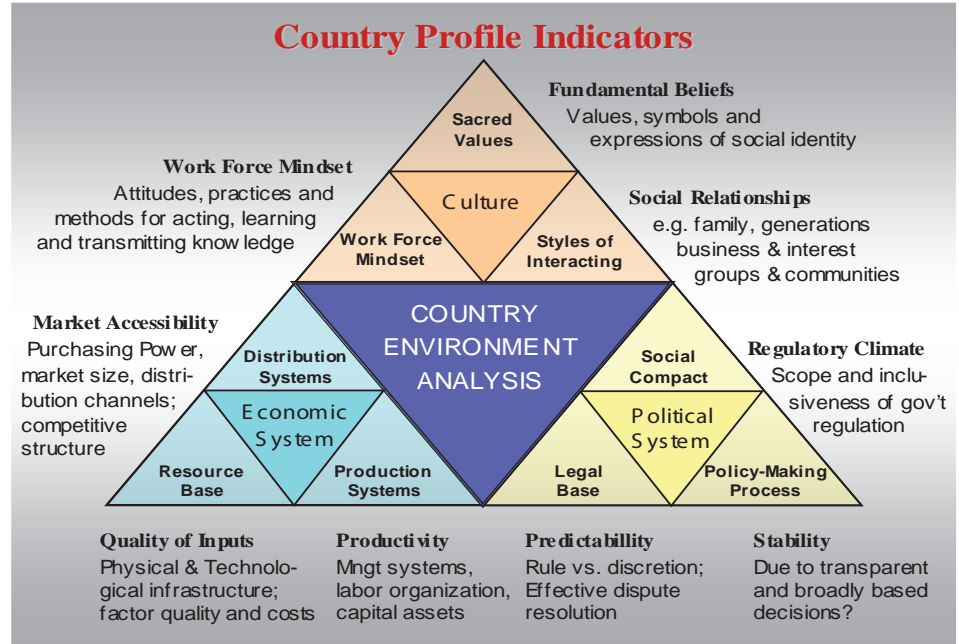 Country Profile Indicators
Sacred
Values
Fundamental Beliefs
Values, symbols and
expressions of social identity
Work Force Mindset
Attitudes, practices and
methods for acting, learning
and transmitting knowledge
Culture
Work Force
Mindset
Styles of
Interacting
Social Relationships
e.g. family, generations
business & interest
groups & communities
COUNTRY
ENVIRONMENT
ANALYSIS
Market Accessibility
Purchasing Power,
market size, distri-
bution channels;
competitive
structure
Distribution
Systems
Economic
System
Resource
Base
Production
Systems
Social
Compact
Political
System
Legal
Base
Policy-Making
Process
Regulatory Climate
Scope and inclu-
siveness of gov't
regulation
Quality of Inputs
Physical & Technolo-
gical infrastructure;
factor quality and costs
Productivity
Mngt systems,
labor organization,
capital assets
Predictabillity
Rule vs. discretion;
Effective dispute
resolution
Stability
Due to transparent
and broadly based
decisions?